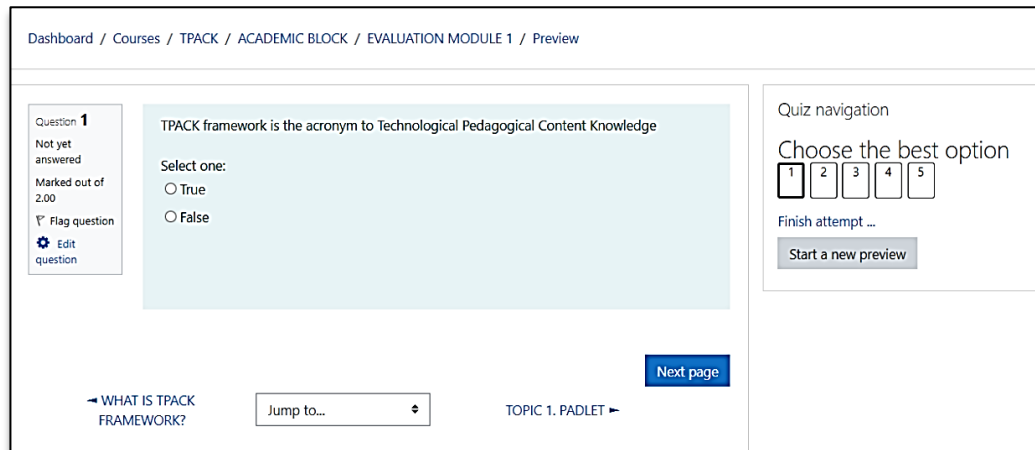 Dashboard / Courses / TPACK / ACADEMIC BLOCK / EVALUATION MODULE 1 / Preview
Question 1
Not yet
answered
Marked out of
2.00
Flag question
Edit
question
TPACK framework is the acronym to Technological Pedagogical Content Knowledge
Select one:
True
False
Next page
◄ WHAT IS TPACK
FRAMEWORK?
Jump to...
TOPIC 1. PADLET ►
Quiz navigation
Choose the best option
1 2 3 4 5
Finish attempt ...
Start a new preview